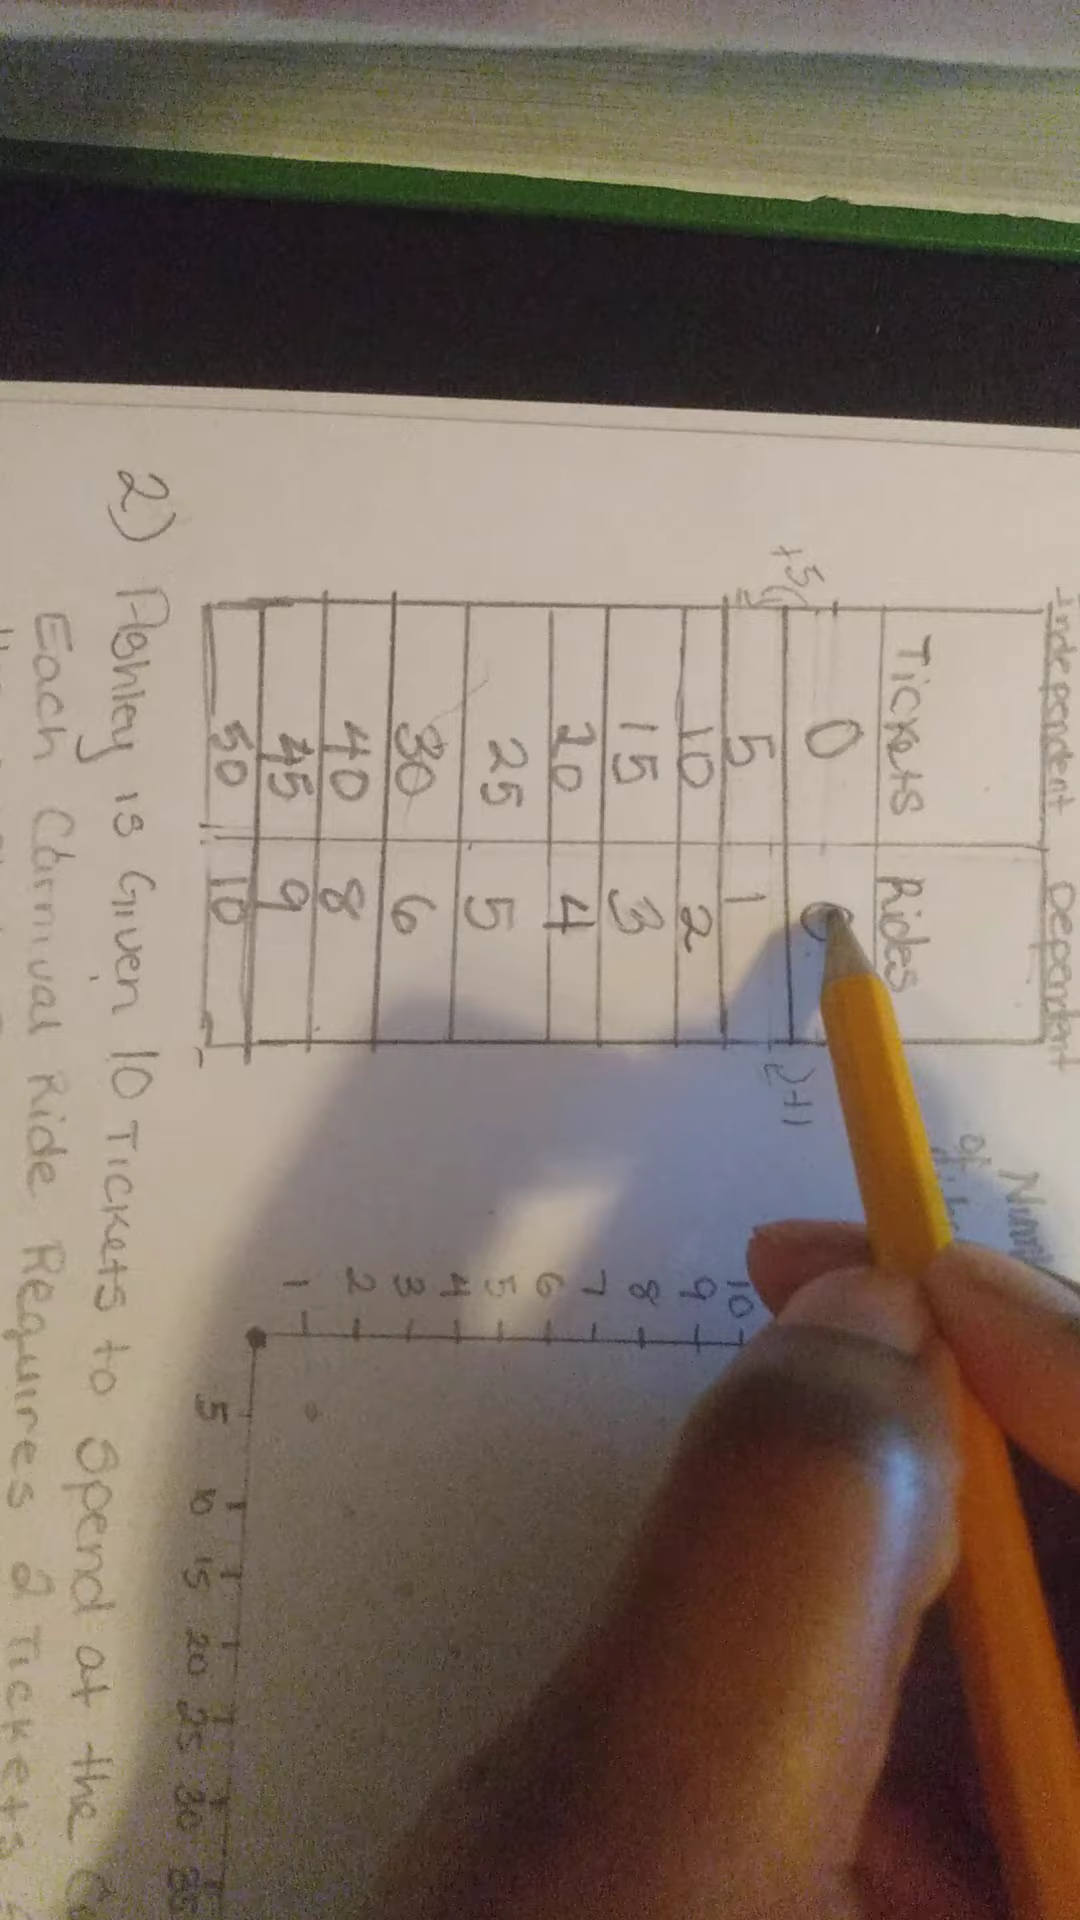 Independent Dependant
Tickets Rides
0 0
+5 5 1 +1
10 2
15 3
20 4
25 5
30 6
40 8
45 9
50 10
of
10
9
8
7
6
5
4
3
2
1
5 10 15 20 25 30
2) Ashley is Given 10 Tickets to Spend at the
Each Carnival Ride Requires 2 Tickets